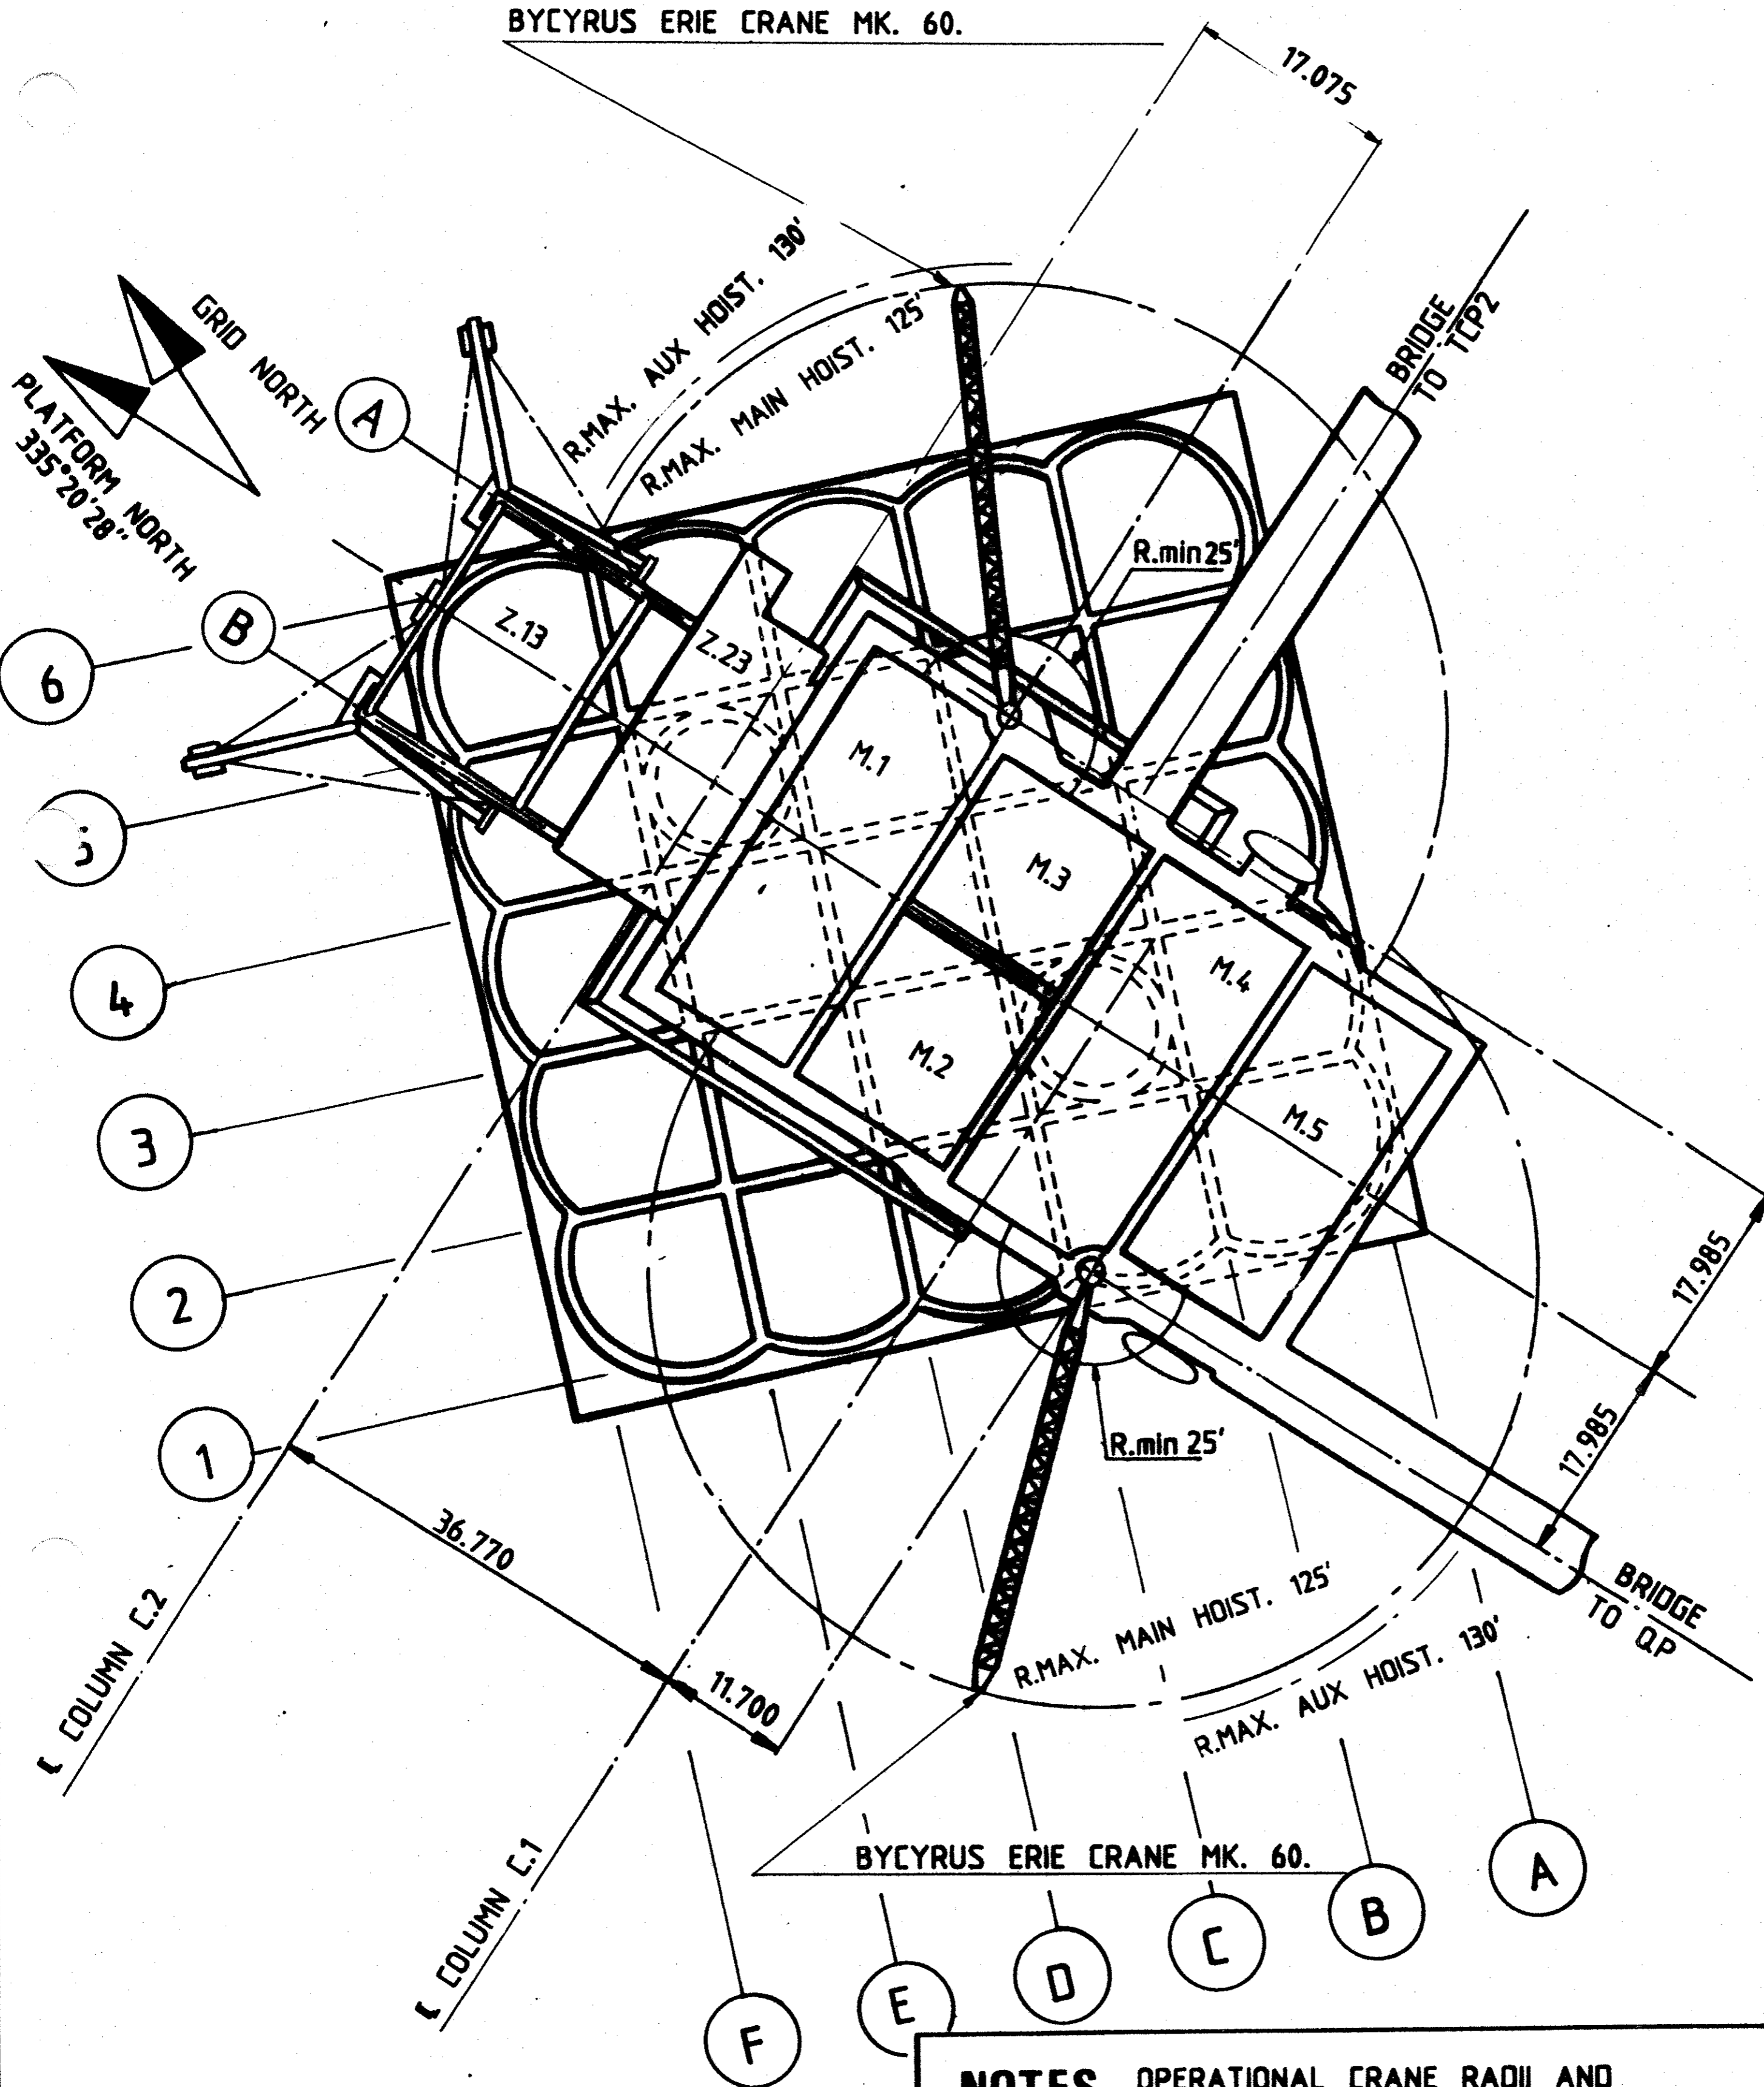 BYCYRUS ERIE CRANE MK. 60.
17.075
R.MAX. AUX HOIST. 130'
R.MAX. MAIN HOIST. 125'
BRIDGE
TO TCP2
GRID NORTH
PLATFORM NORTH
335°20'28"
A
B
R.min 25'
Z.13
Z.23
6
M.1
M.3
M.4
M.2
M.5
4
3
2
1
17.985
17.985
R.min 25'
36.770
11.700
COLUMN C.2
COLUMN C.1
R.MAX. MAIN HOIST. 125'
R.MAX. AUX HOIST. 130'
BRIDGE
TO QP
BYCYRUS ERIE CRANE MK. 60.
A
B
C
D
E
F
NOTES OPERATIONAL CRANE RADII AND